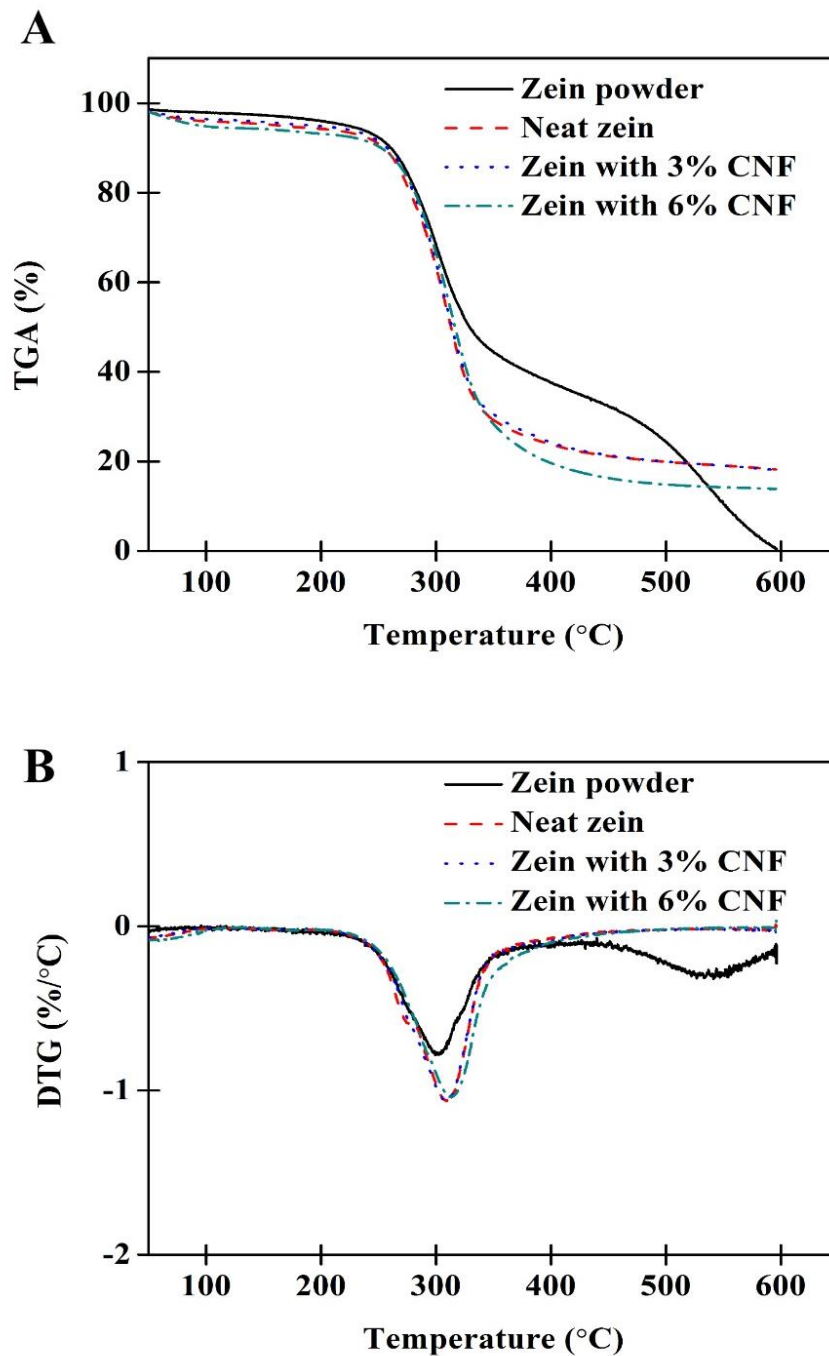 A
Zein powder
Neat zein
Zein with 3% CNF
Zein with 6% CNF
100
80
60
40
20
0
TGA (%)
100 200 300 400 500 600
Temperature (°C)
B
Zein powder
Neat zein
Zein with 3% CNF
Zein with 6% CNF
1
0
-1
-2
DTG (%/°C)
100 200 300 400 500 600
Temperature (°C)